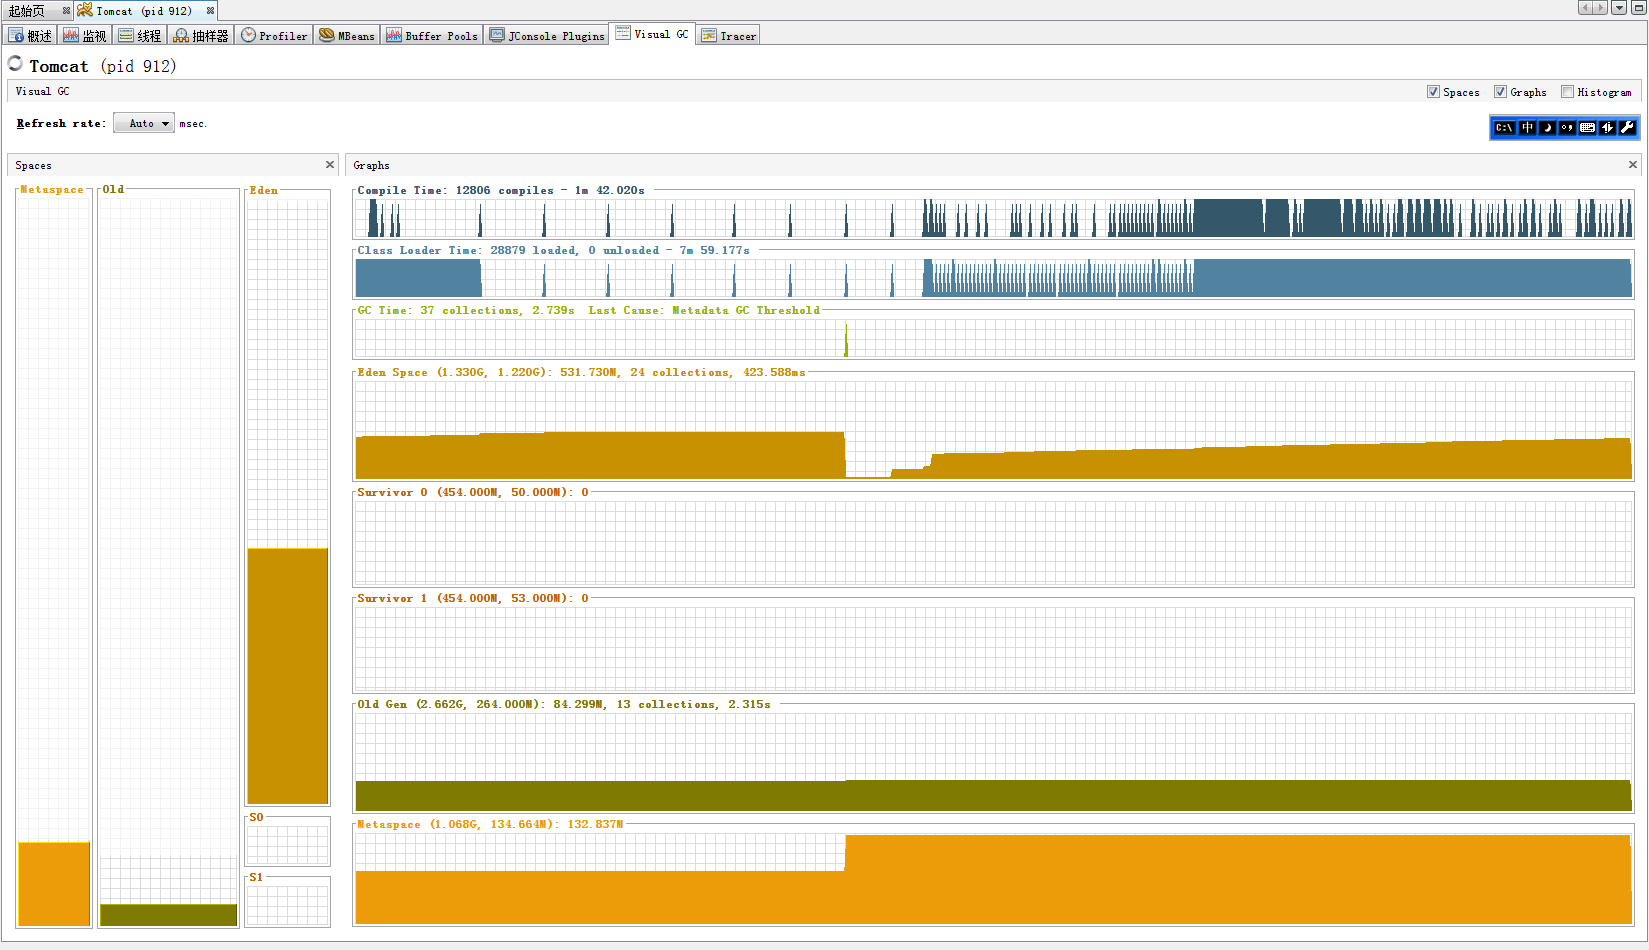 起始页
Tomcat (pid 912)
概述
监视
线程
抽样器
Profiler
MBeans
Buffer Pools
JConsole Plugins
Visual GC
Tracer
Tomcat (pid 912)
Visual GC
Spaces
Graphs
Histogram
Refresh rate:
Auto
msec.
C:\
中
Spaces
Graphs
Metaspace
Old
Eden
S0
S1
Compile Time: 12806 compiles - 1m 42.020s
Class Loader Time: 28879 loaded, 0 unloaded - 7m 59.177s
GC Time: 37 collections, 2.739s Last Cause: Metadata GC Threshold
Eden Space (1.330G, 1.220G): 531.730M, 24 collections, 423.588ms
Survivor 0 (454.000M, 50.000M): 0
Survivor 1 (454.000M, 53.000M): 0
Old Gen (2.662G, 264.000M): 84.299M, 13 collections, 2.315s
Metaspace (1.068G, 134.664M): 132.837M